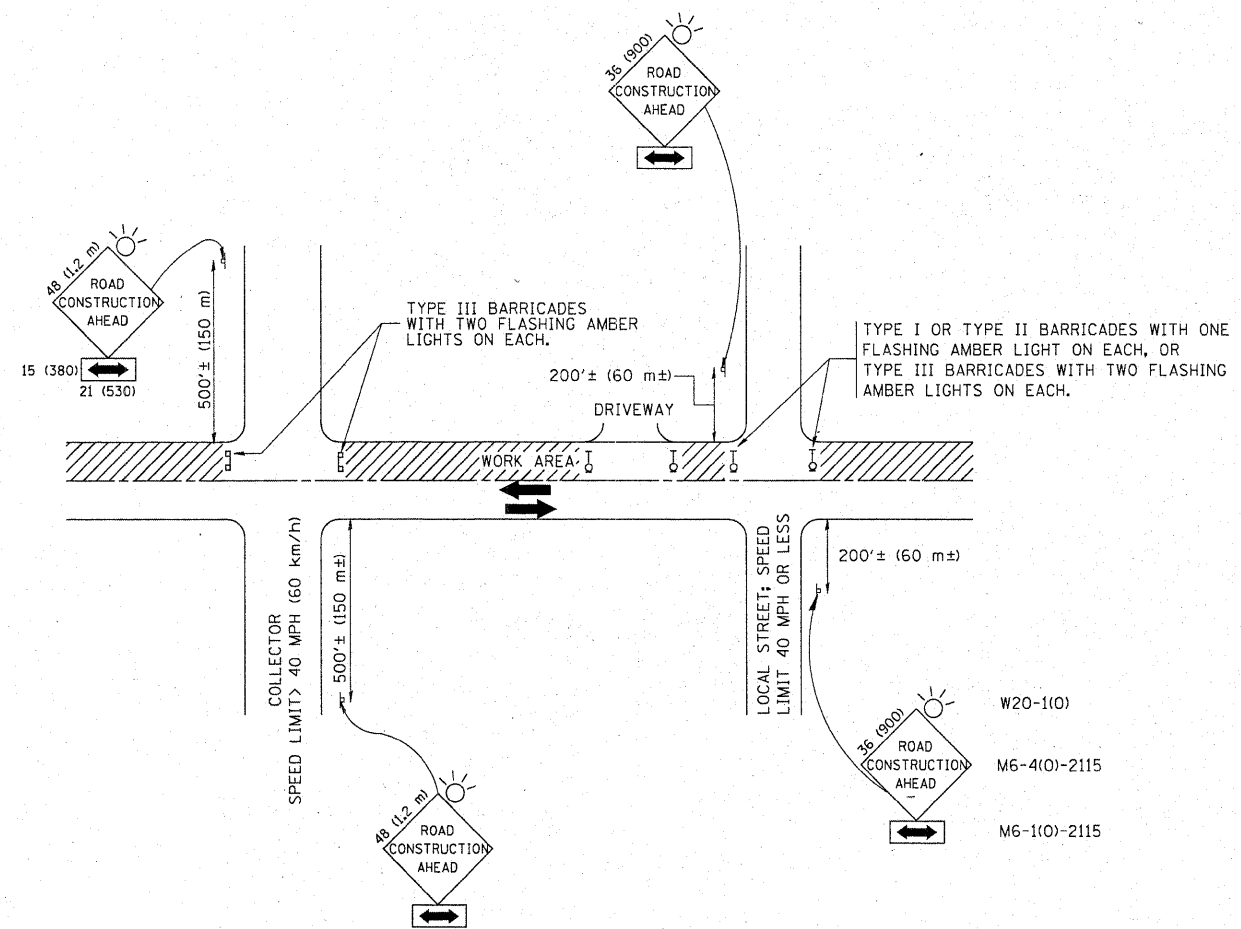 36 (900)
ROAD
CONSTRUCTION
AHEAD
48 (1.2 m)
ROAD
CONSTRUCTION
AHEAD
15 (380)
21 (530)
500'± (150 m)
TYPE III BARRICADES
WITH TWO FLASHING AMBER
LIGHTS ON EACH.
200'± (60 m±)
DRIVEWAY
TYPE I OR TYPE II BARRICADES WITH ONE
FLASHING AMBER LIGHT ON EACH, OR
TYPE III BARRICADES WITH TWO FLASHING
AMBER LIGHTS ON EACH.
WORK AREA
COLLECTOR
SPEED LIMIT> 40 MPH (60 km/h)
500'± (150 m±)
LOCAL STREET; SPEED
LIMIT 40 MPH OR LESS
200'± (60 m±)
48 (1.2 m)
ROAD
CONSTRUCTION
AHEAD
36 (900)
ROAD
CONSTRUCTION
AHEAD
W20-1(O)
M6-4(O)-2115
M6-1(O)-2115